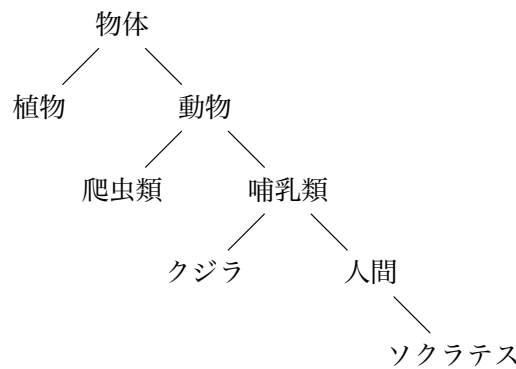 物体
植物 動物
爬虫類 哺乳類
クジラ 人間
ソクラテス